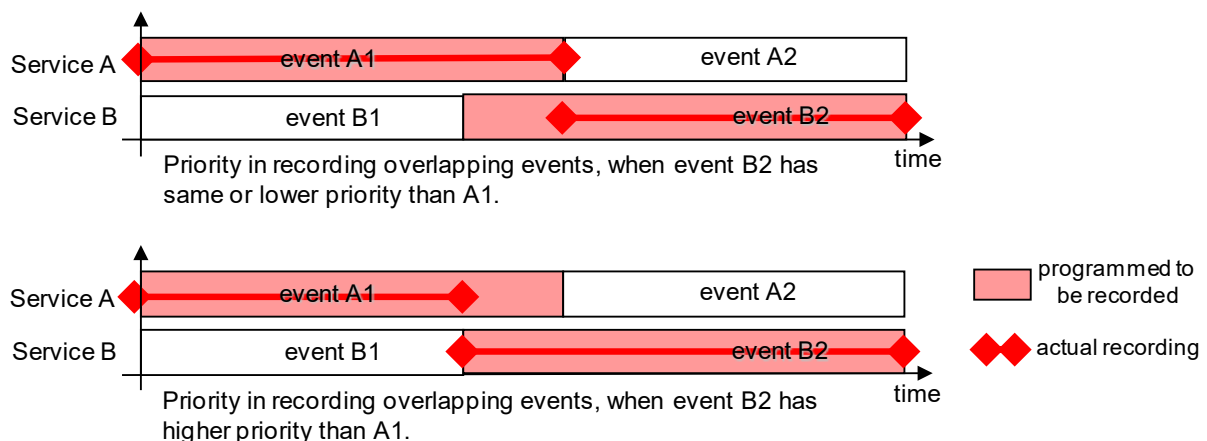 Service A
event A1
event A2
Service B
event B1
event B2
time
Priority in recording overlapping events, when event B2 has
same or lower priority than A1.
Service A
event A1
event A2
Service B
event B1
event B2
time
Priority in recording overlapping events, when event B2 has
higher priority than A1.
programmed to
be recorded
actual recording